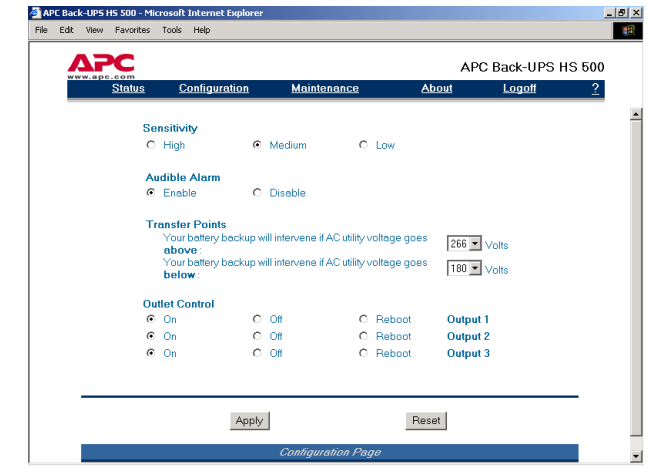 APC Back-UPS HS 500 - Microsoft Internet Explorer
File Edit View Favorites Tools Help
APC
www.apc.com
APC Back-UPS HS 500
Status Configuration Maintenance About Logoff ?
Sensitivity
High Medium Low
Audible Alarm
Enable Disable
Transfer Points
Your battery backup will intervene if AC utility voltage goes
above :
266 Volts
Your battery backup will intervene if AC utility voltage goes
below :
180 Volts
Outlet Control
On Off Reboot Output 1
On Off Reboot Output 2
On Off Reboot Output 3
Apply Reset
Configuration Page